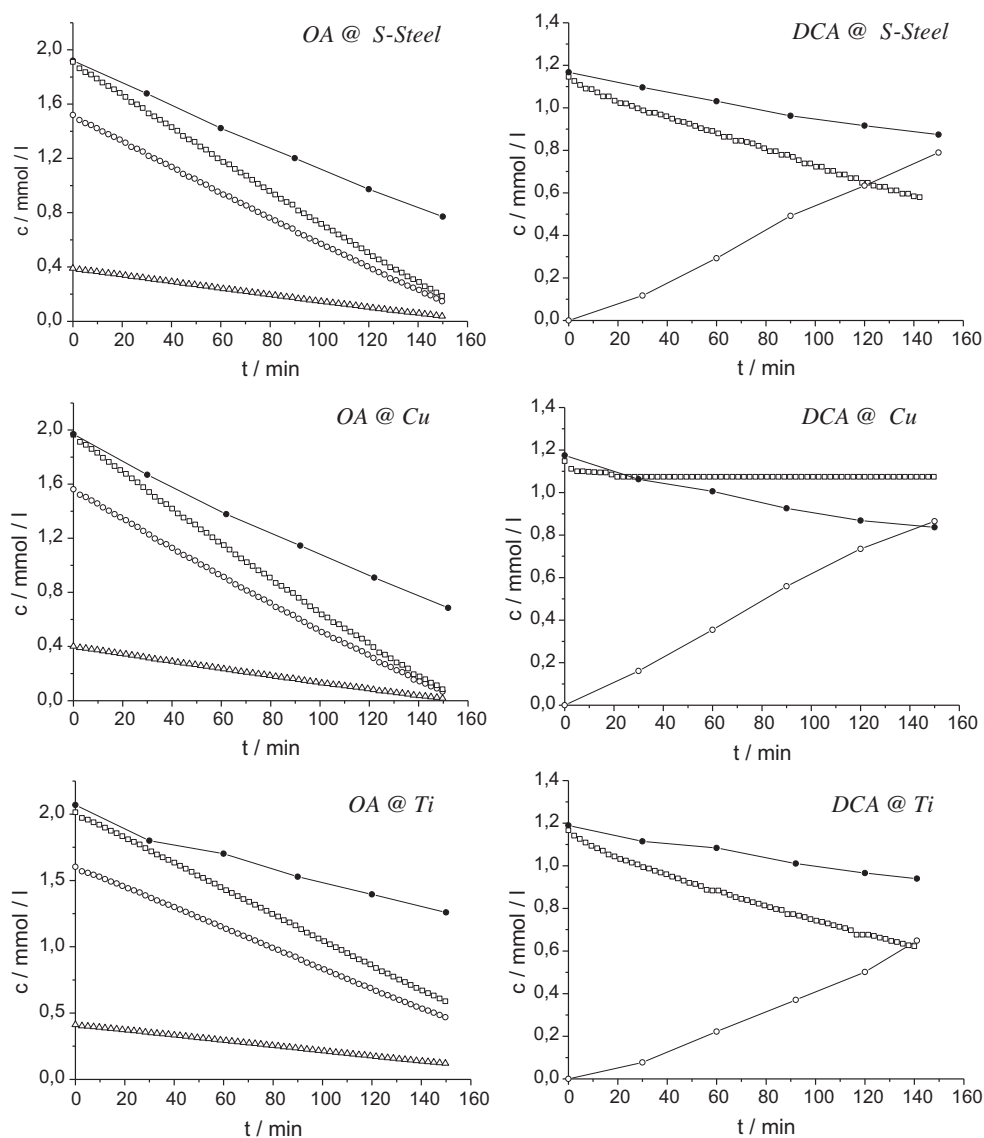 OA @ S-Steel
2,0
1,6
1,2
0,8
0,4
0,0
c / mmol / l
0 20 40 60 80 100 120 140 160
t / min
DCA @ S-Steel
1,4
1,2
1,0
0,8
0,6
0,4
0,2
0,0
c / mmol / l
0 20 40 60 80 100 120 140 160
t / min
OA @ Cu
2,0
1,6
1,2
0,8
0,4
0,0
c / mmol / l
0 20 40 60 80 100 120 140 160
t / min
DCA @ Cu
1,4
1,2
1,0
0,8
0,6
0,4
0,2
0,0
c / mmol / l
0 20 40 60 80 100 120 140 160
t / min
OA @ Ti
2,0
1,5
1,0
0,5
0,0
c / mmol / l
0 20 40 60 80 100 120 140 160
t / min
DCA @ Ti
1,4
1,2
1,0
0,8
0,6
0,4
0,2
0,0
c / mmol / l
0 20 40 60 80 100 120 140 160
t / min